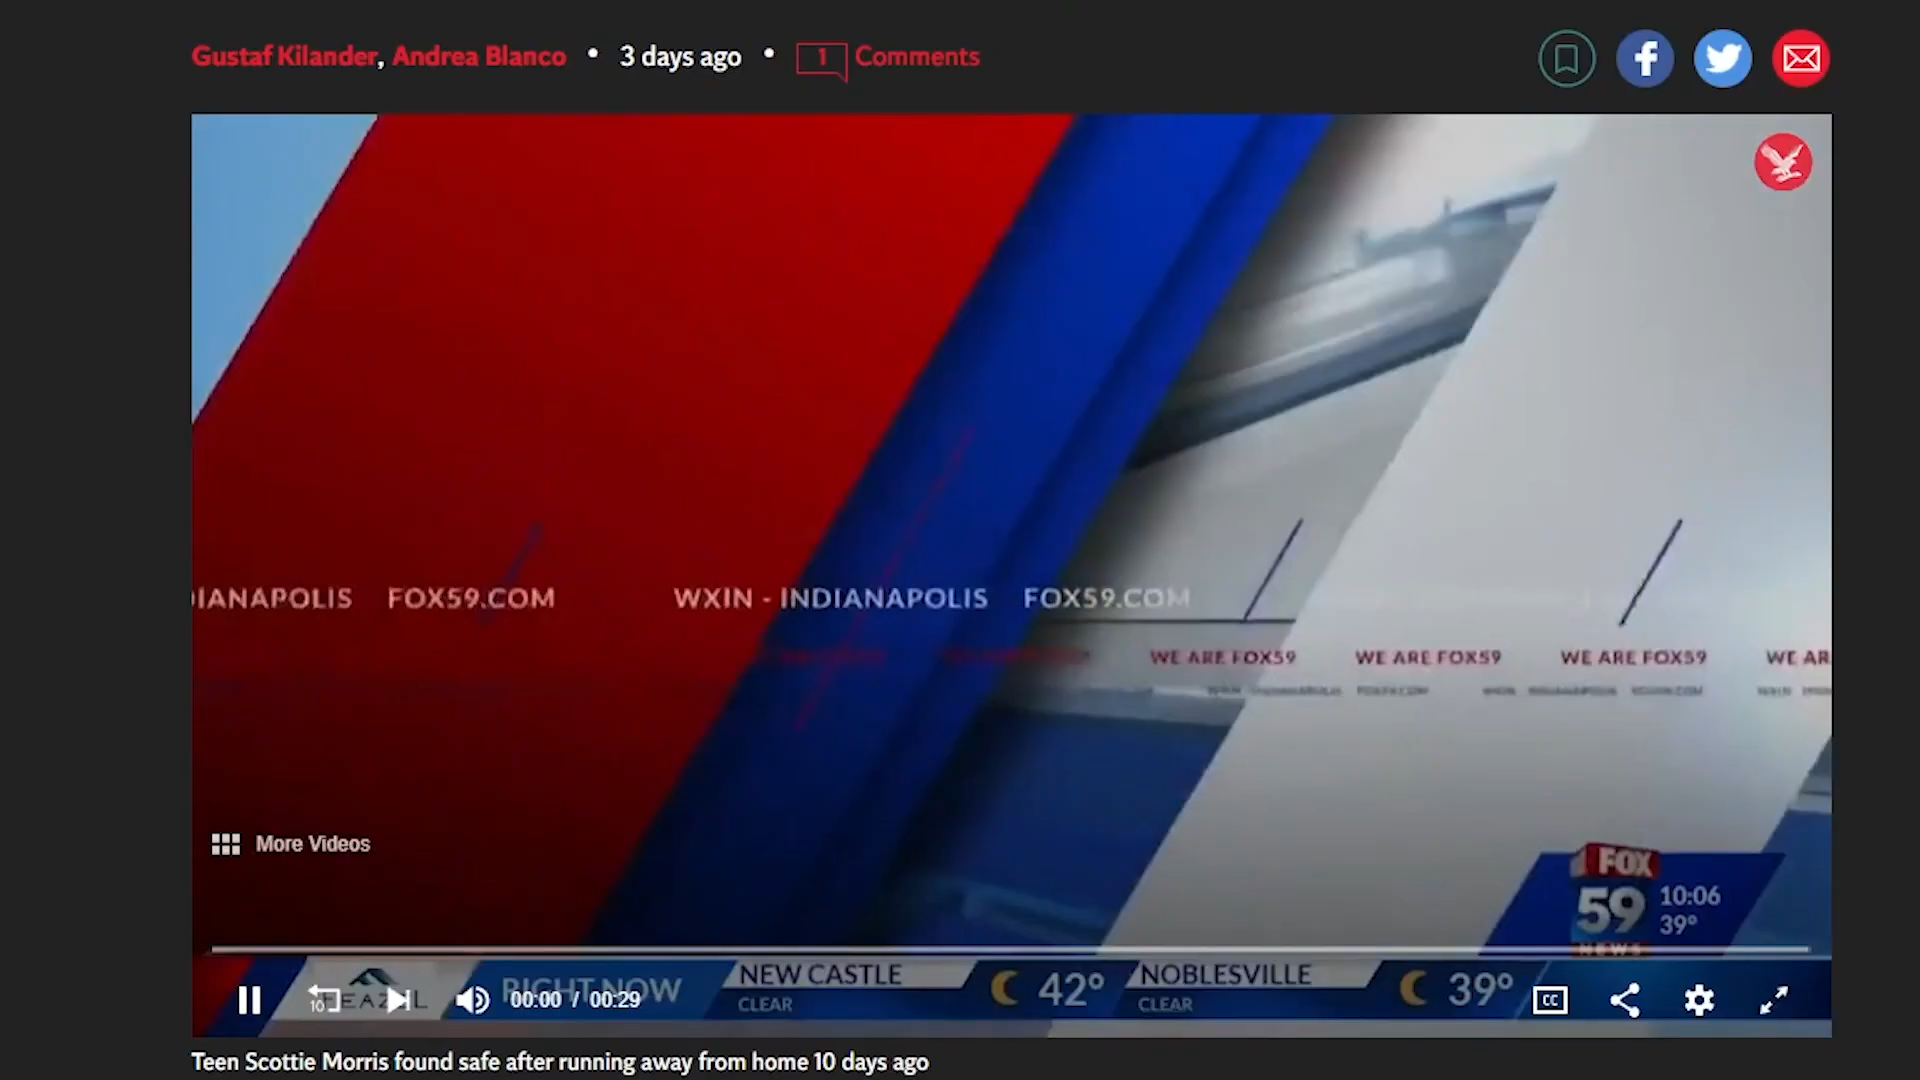 Gustaf Kilander, Andrea Blanco • 3 days ago • 1 Comments
IANAPOLIS FOX59.COM WXIN - INDIANAPOLIS FOX59.COM
WE ARE FOX59 WE ARE FOX59 WE ARE FOX59 WE AR
More Videos
FOX
59 10:06
39°
NEWS
RIGHT NOW NEW CASTLE 42° NOBLESVILLE 39°
CLEAR CLEAR
10 00:00 / 00:29 CC
Teen Scottie Morris found safe after running away from home 10 days ago